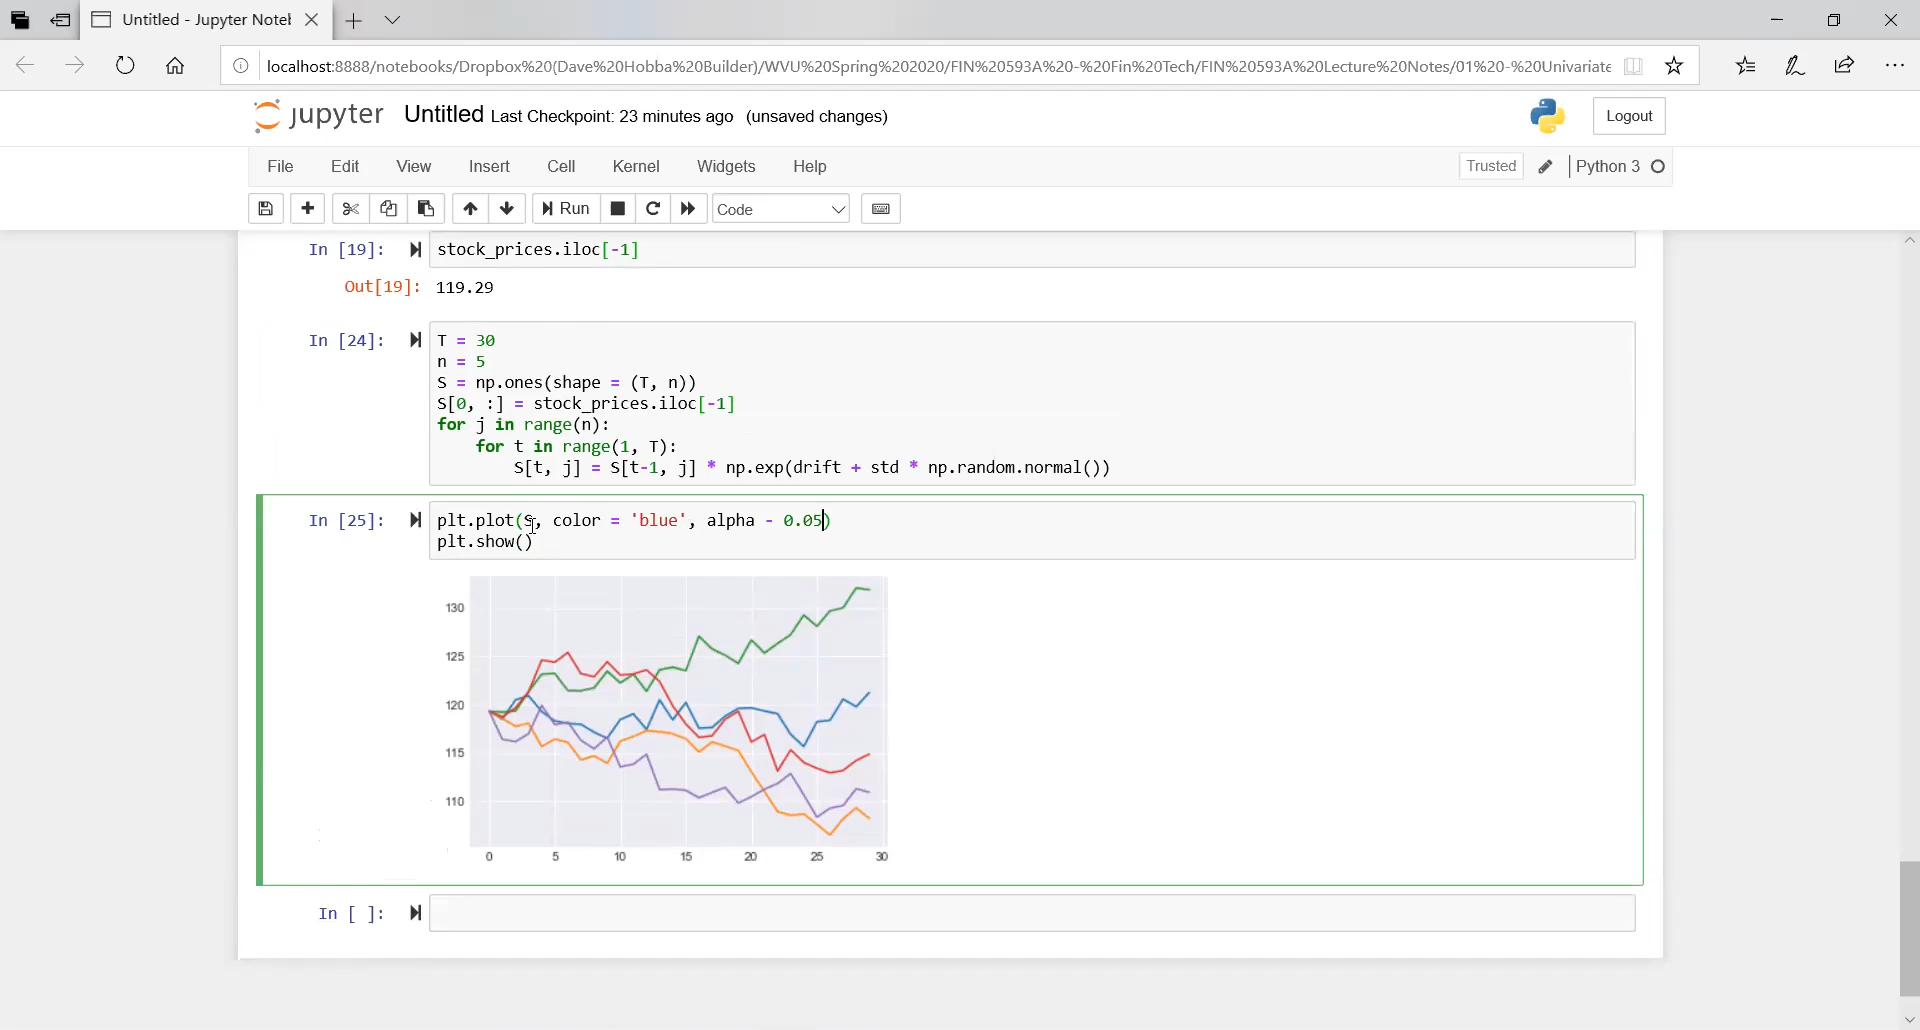 Untitled - Jupyter Notel
localhost:8888/notebooks/Dropbox%20(Dave%20Hobba%20Builder)/WVU%20Spring%202020/FIN%20593A%20-%20Fin%20Tech/FIN%20593A%20Lecture%20Notes/01%20-%20Univariate
jupyter Untitled Last Checkpoint: 23 minutes ago (unsaved changes)
Logout
File Edit View Insert Cell Kernel Widgets Help
Trusted Python 3
Run Code
In [19]: stock_prices.iloc[-1]
Out[19]: 119.29
In [24]: T = 30
n = 5
S = np.ones(shape = (T, n))
S[0, :] = stock_prices.iloc[-1]
for j in range(n):
for t in range(1, T):
S[t, j] = S[t-1, j] * np.exp(drift + std * np.random.normal())
In [25]: plt.plot(S, color = 'blue', alpha - 0.05)
plt.show()
130
125
120
115
110
0 5 10 15 20 25 30
In [ ]: